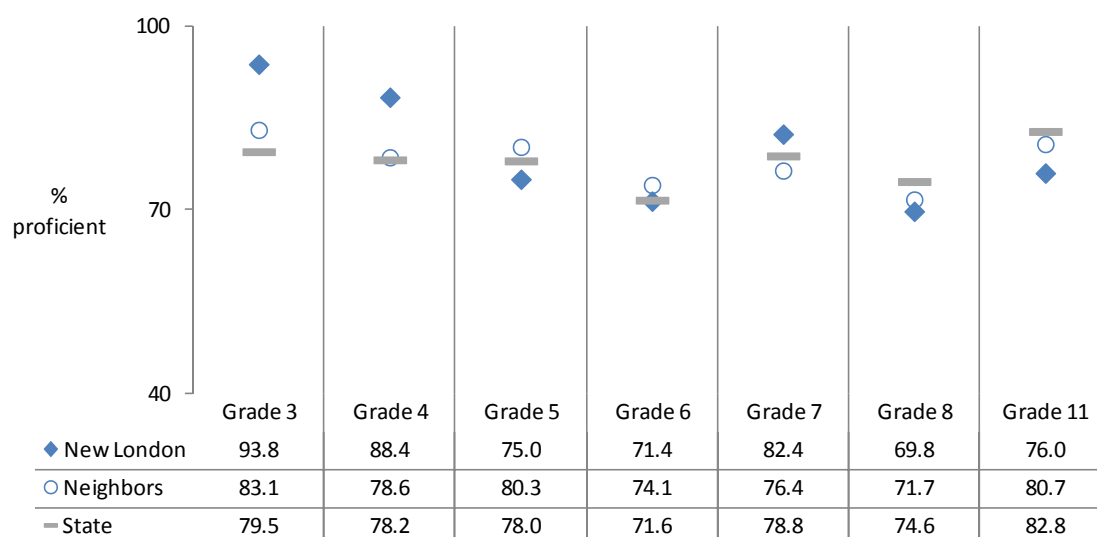 100
%
proficient
70
40
Grade 3 Grade 4 Grade 5 Grade 6 Grade 7 Grade 8 Grade 11
New London 93.8 88.4 75.0 71.4 82.4 69.8 76.0
Neighbors 83.1 78.6 80.3 74.1 76.4 71.7 80.7
State 79.5 78.2 78.0 71.6 78.8 74.6 82.8